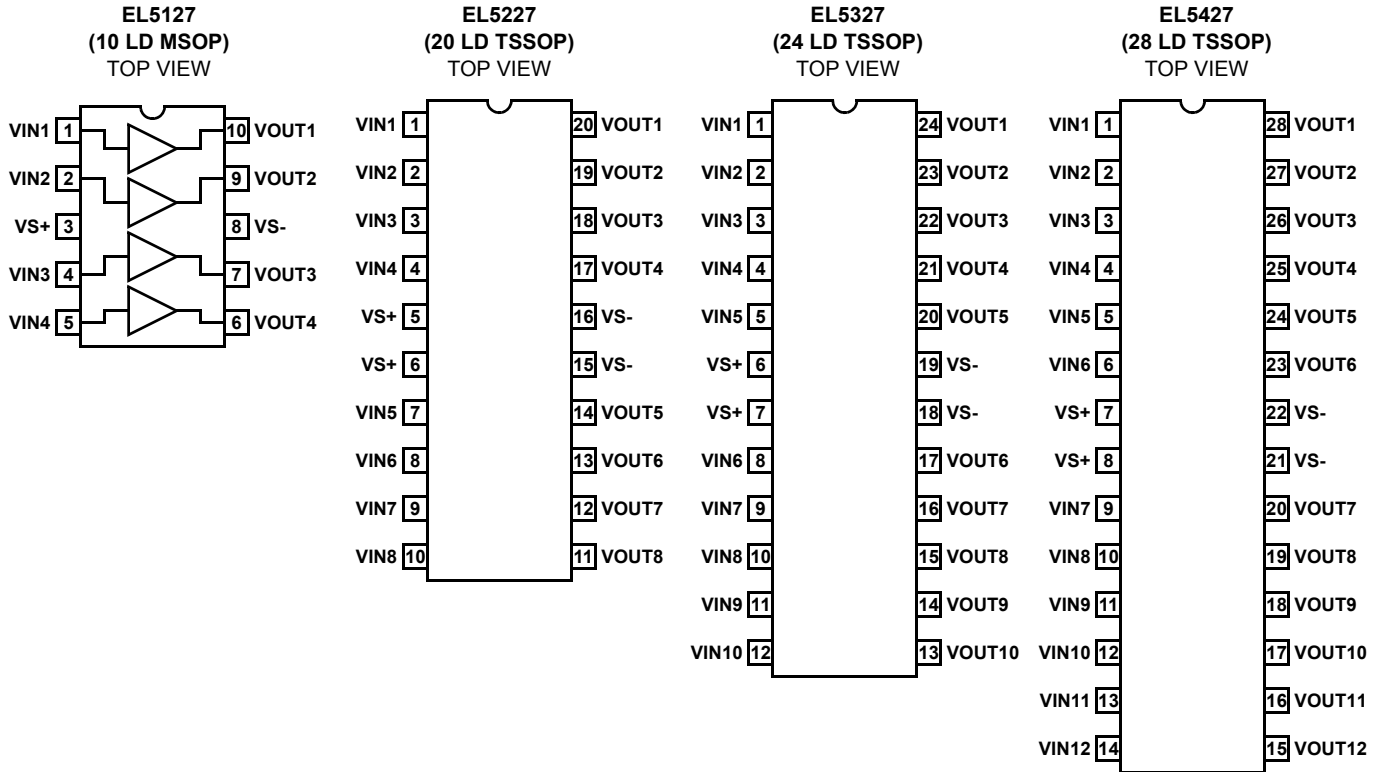 EL5127
(10 LD MSOP)
TOP VIEW
VIN1 1 10 VOUT1
VIN2 2 9 VOUT2
VS+ 3 8 VS-
VIN3 4 7 VOUT3
VIN4 5 6 VOUT4
EL5227
(20 LD TSSOP)
TOP VIEW
VIN1 1 20 VOUT1
VIN2 2 19 VOUT2
VIN3 3 18 VOUT3
VIN4 4 17 VOUT4
VS+ 5 16 VS-
VS+ 6 15 VS-
VIN5 7 14 VOUT5
VIN6 8 13 VOUT6
VIN7 9 12 VOUT7
VIN8 10 11 VOUT8
EL5327
(24 LD TSSOP)
TOP VIEW
VIN1 1 24 VOUT1
VIN2 2 23 VOUT2
VIN3 3 22 VOUT3
VIN4 4 21 VOUT4
VIN5 5 20 VOUT5
VS+ 6 19 VS-
VS+ 7 18 VS-
VIN6 8 17 VOUT6
VIN7 9 16 VOUT7
VIN8 10 15 VOUT8
VIN9 11 14 VOUT9
VIN10 12 13 VOUT10
EL5427
(28 LD TSSOP)
TOP VIEW
VIN1 1 28 VOUT1
VIN2 2 27 VOUT2
VIN3 3 26 VOUT3
VIN4 4 25 VOUT4
VIN5 5 24 VOUT5
VIN6 6 23 VOUT6
VS+ 7 22 VS-
VS+ 8 21 VS-
VIN7 9 20 VOUT7
VIN8 10 19 VOUT8
VIN9 11 18 VOUT9
VIN10 12 17 VOUT10
VIN11 13 16 VOUT11
VIN12 14 15 VOUT12